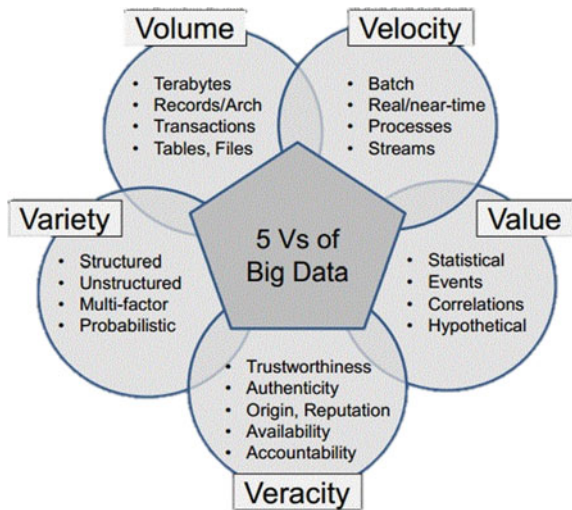 Volume
• Terabytes
• Records/Arch
• Transactions
• Tables, Files
Velocity
• Batch
• Real/near-time
• Processes
• Streams
Variety
• Structured
• Unstructured
• Multi-factor
• Probabilistic
5 Vs of
Big Data
Value
• Statistical
• Events
• Correlations
• Hypothetical
• Trustworthiness
• Authenticity
• Origin, Reputation
• Availability
• Accountability
Veracity